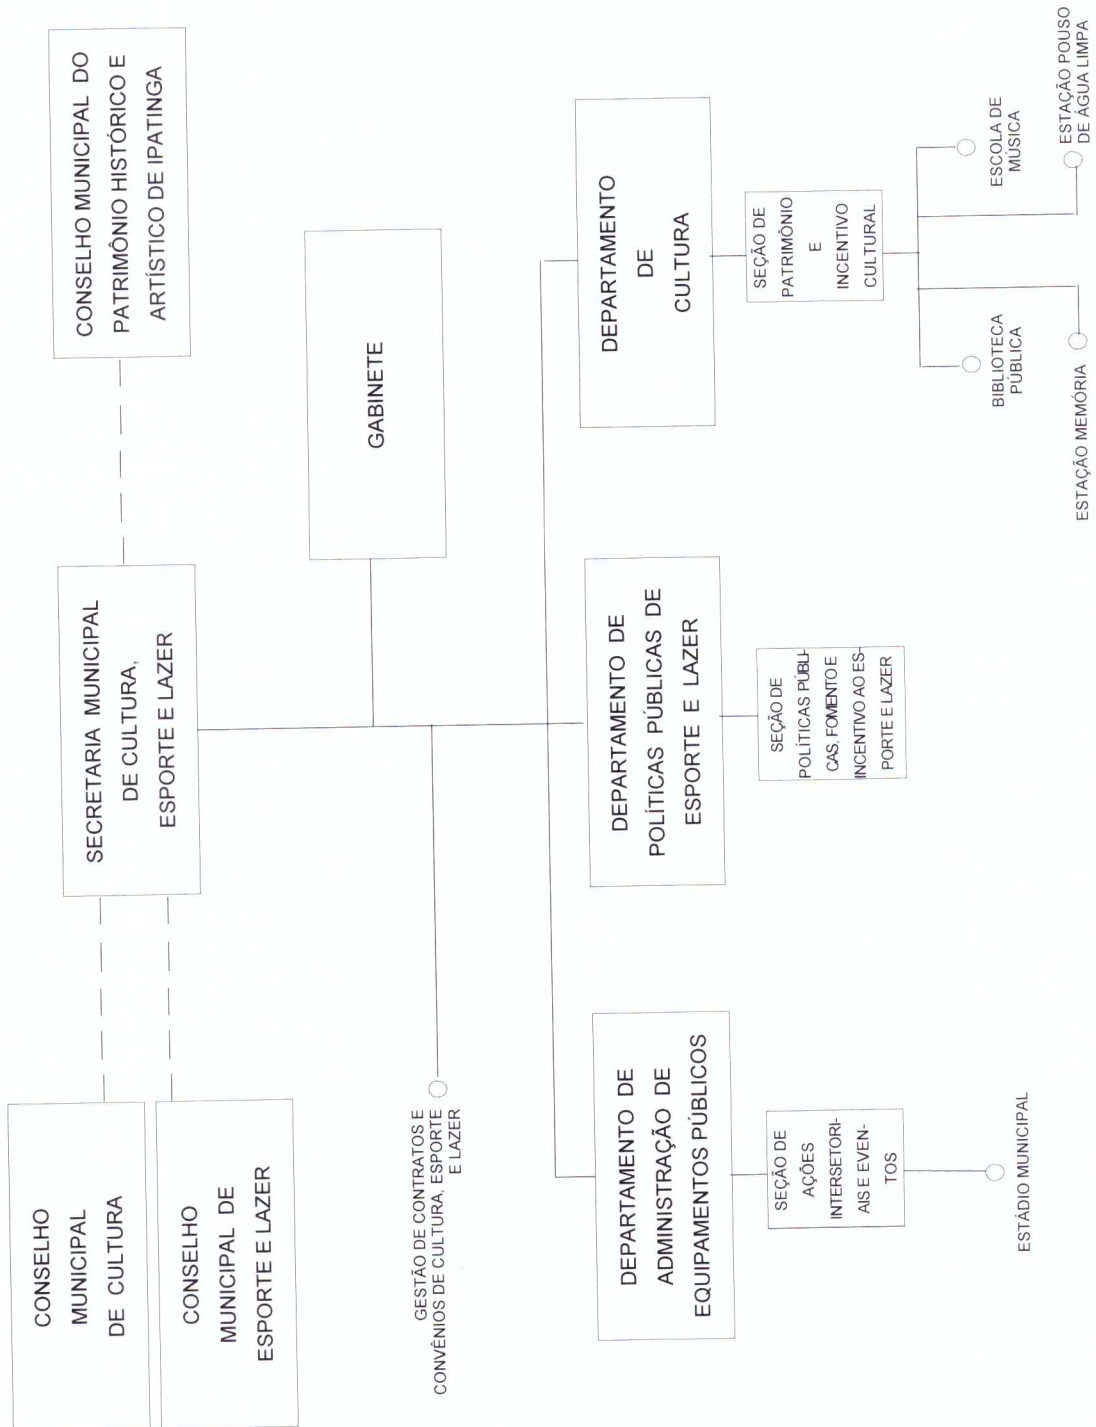 CONSELHO
MUNICIPAL
DE CULTURA
CONSELHO
MUNICIPAL DE
ESPORTE E LAZER
SECRETARIA MUNICIPAL
DE CULTURA,
ESPORTE E LAZER
CONSELHO MUNICIPAL DO
PATRIMÔNIO HISTÓRICO E
ARTÍSTICO DE IPATINGA
GABINETE
GESTÃO DE CONTRATOS E
CONVÊNIOS DE CULTURA, ESPORTE
E LAZER
DEPARTAMENTO DE
ADMINISTRAÇÃO DE
EQUIPAMENTOS PÚBLICOS
SEÇÃO DE
AÇÕES
INTERSETORI-
AIS E EVEN-
TOS
ESTÁDIO MUNICIPAL
DEPARTAMENTO DE
POLÍTICAS PÚBLICAS DE
ESPORTE E LAZER
SEÇÃO DE
POLÍTICAS PÚBLI-
CAS, FOMENTO E
INCENTIVO AO ES-
PORTE E LAZER
DEPARTAMENTO
DE
CULTURA
SEÇÃO DE
PATRIMÔNIO
E
INCENTIVO
CULTURAL
BIBLIOTECA
PÚBLICA
ESCOLA DE
MÚSICA
ESTAÇÃO MEMÓRIA
ESTAÇÃO POUSO
DE ÁGUA LIMPA